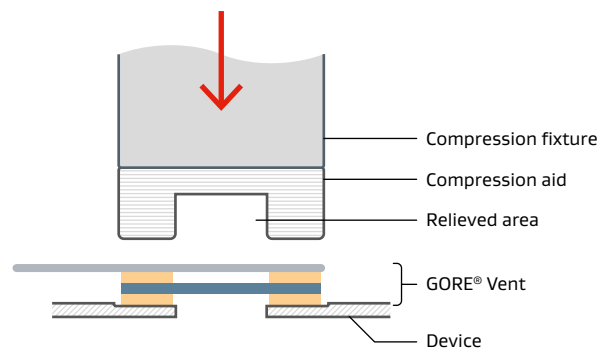 Compression fixture
Compression aid
Relieved area
GORE® Vent
Device